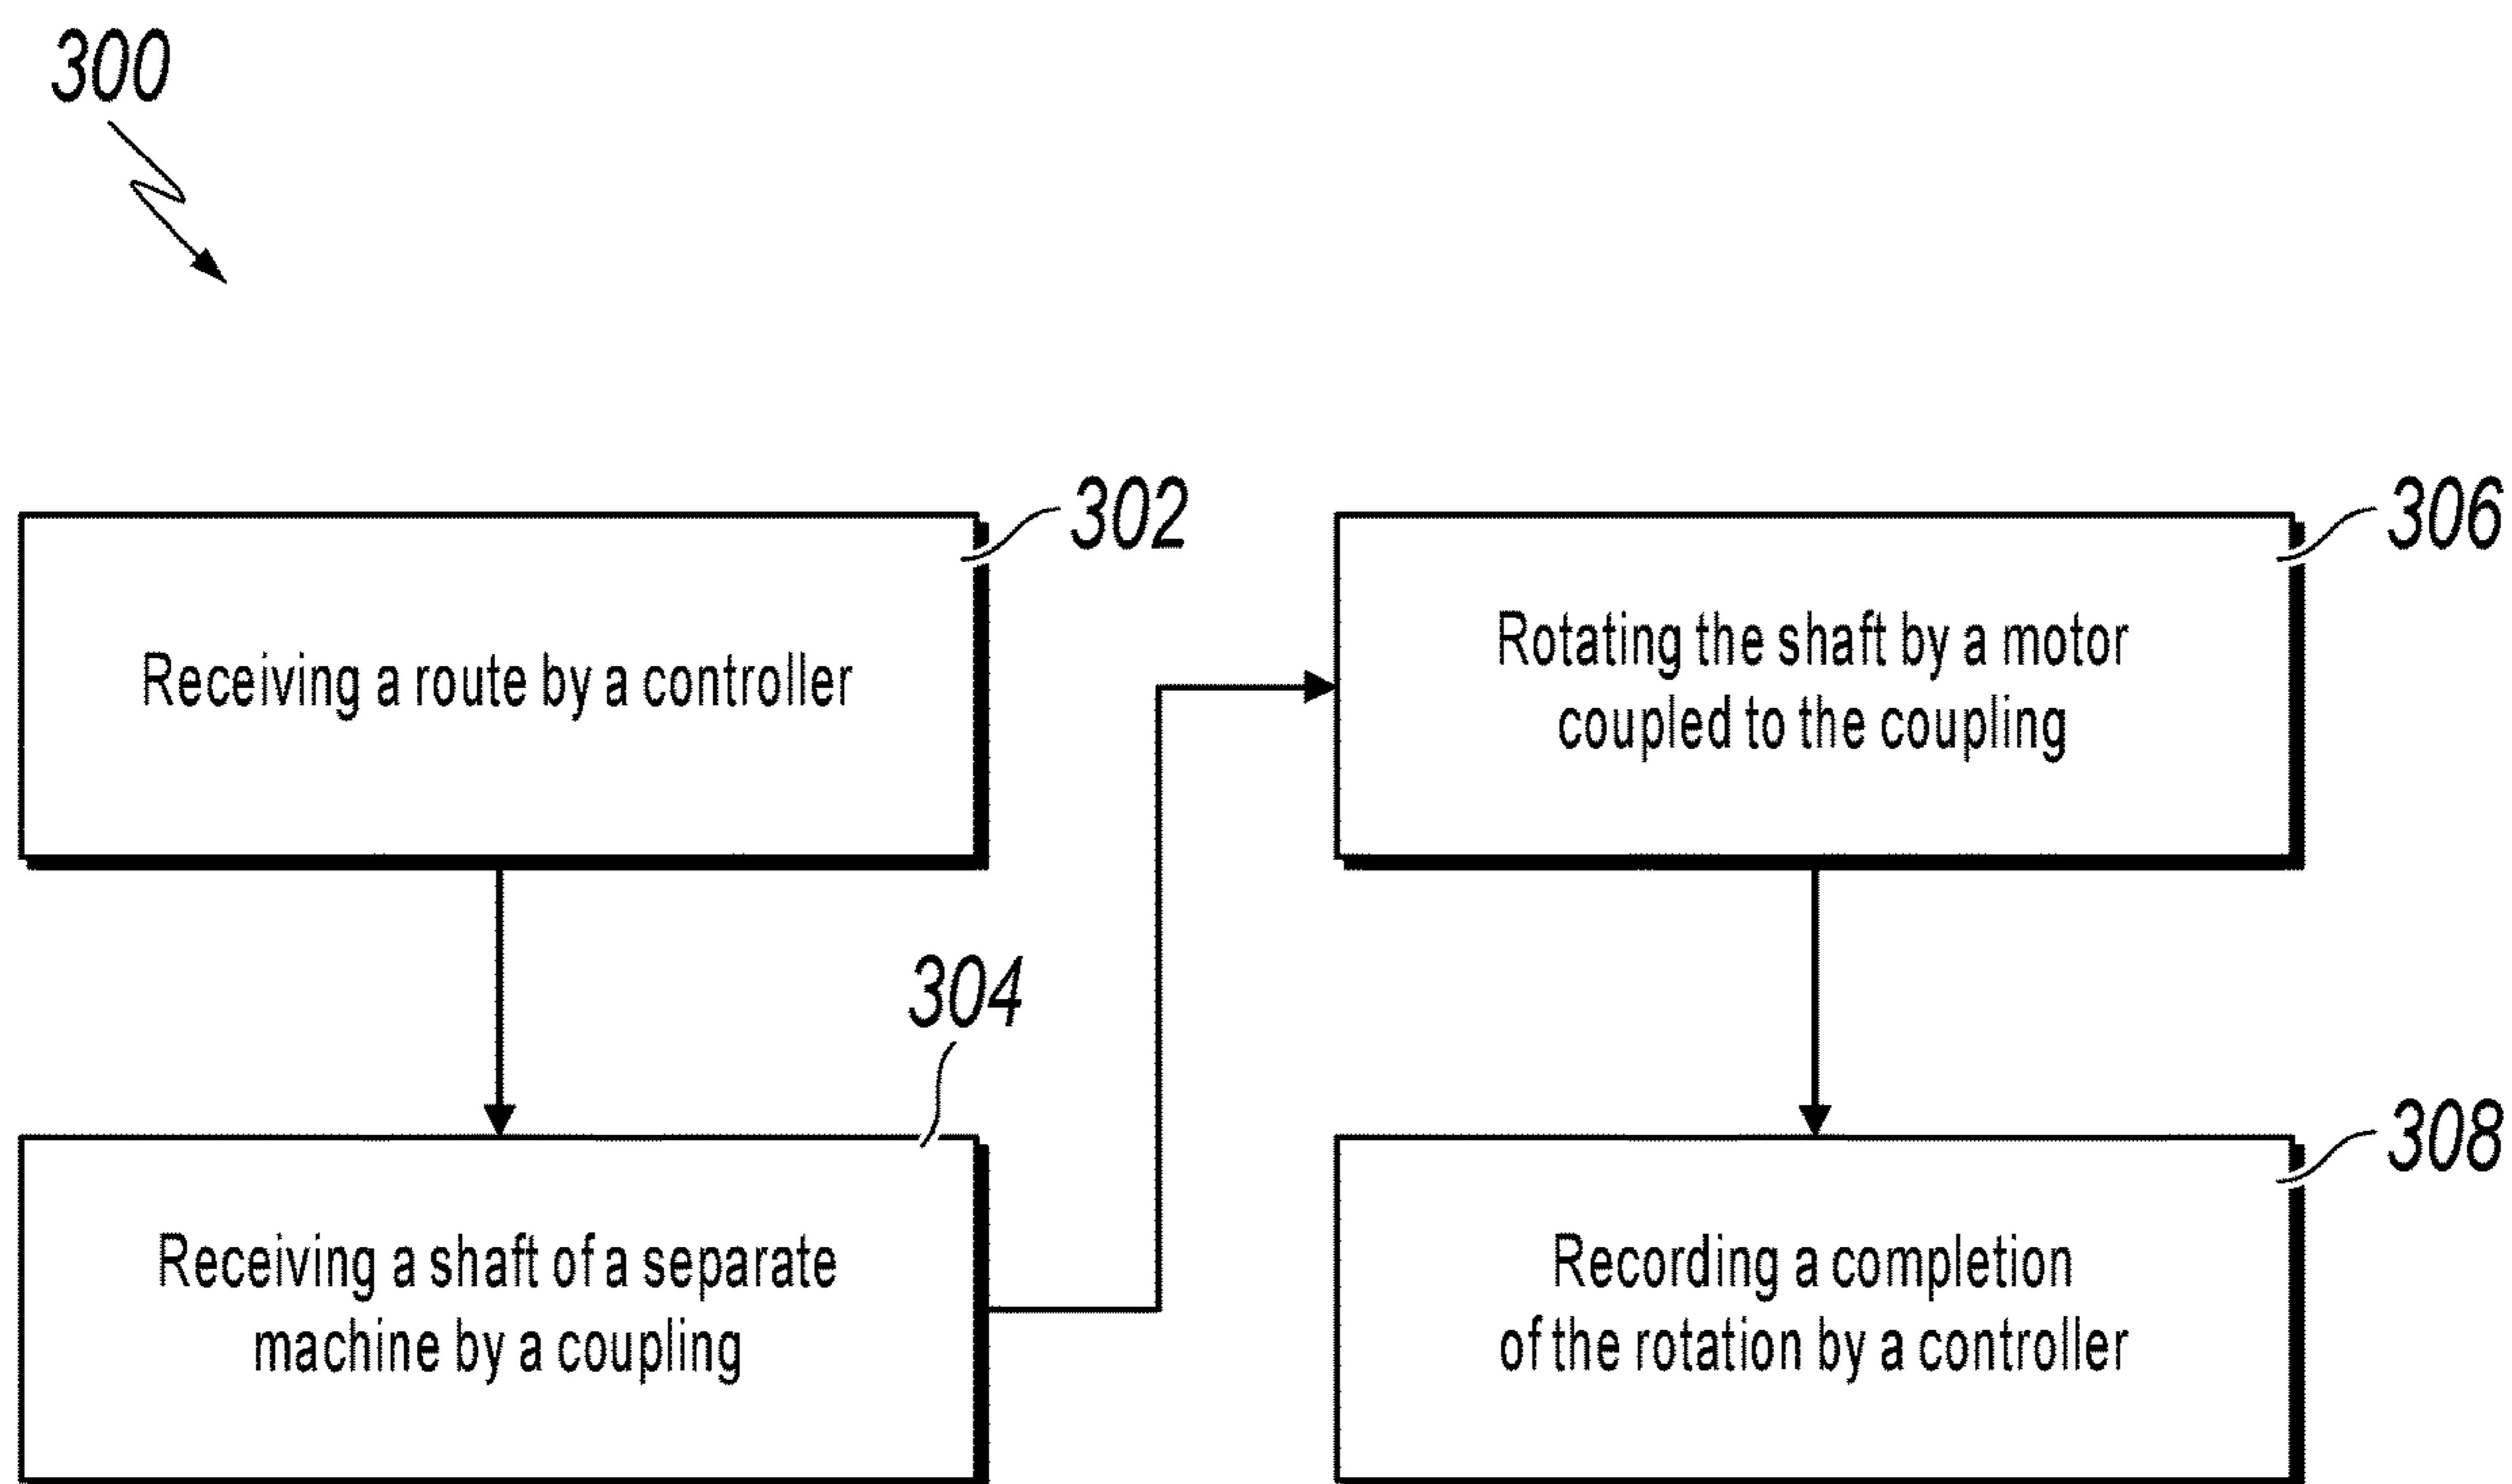 300
302
Receiving a route by a controller
304
Receiving a shaft of a separate
machine by a coupling
306
Rotating the shaft by a motor
coupled to the coupling
308
Recording a completion
of the rotation by a controller